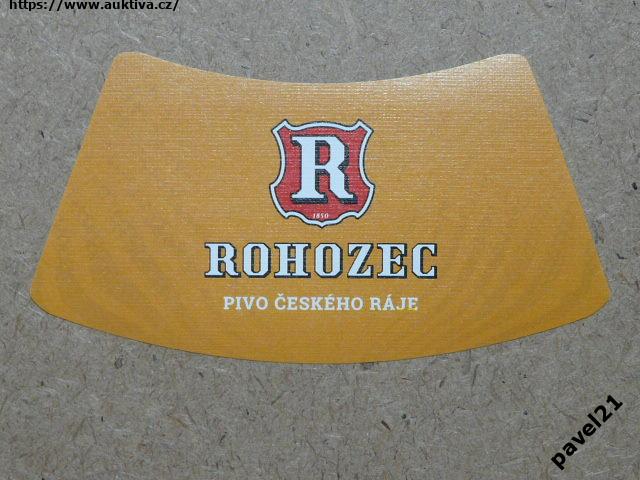 https://www.auktiva.cz/
R
1850
ROHOZEC
PIVO ČESKÉHO RÁJE
pavel21